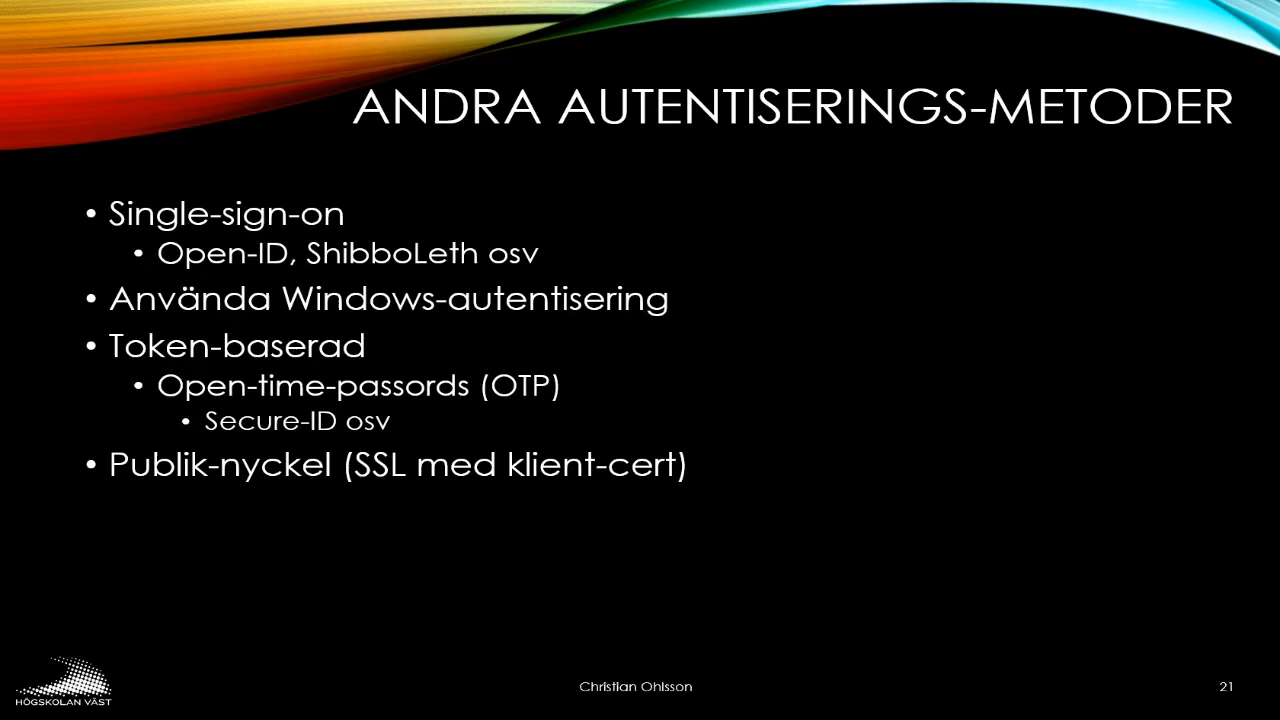 ANDRA AUTENTISERINGS-METODER
• Single-sign-on
• Open-ID, ShibboLeth osv
• Använda Windows-autentisering
• Token-baserad
• Open-time-passords (OTP)
• Secure-ID osv
• Publik-nyckel (SSL med klient-cert)
HÖGSKOLAN VÄST
Christian Ohlsson
21